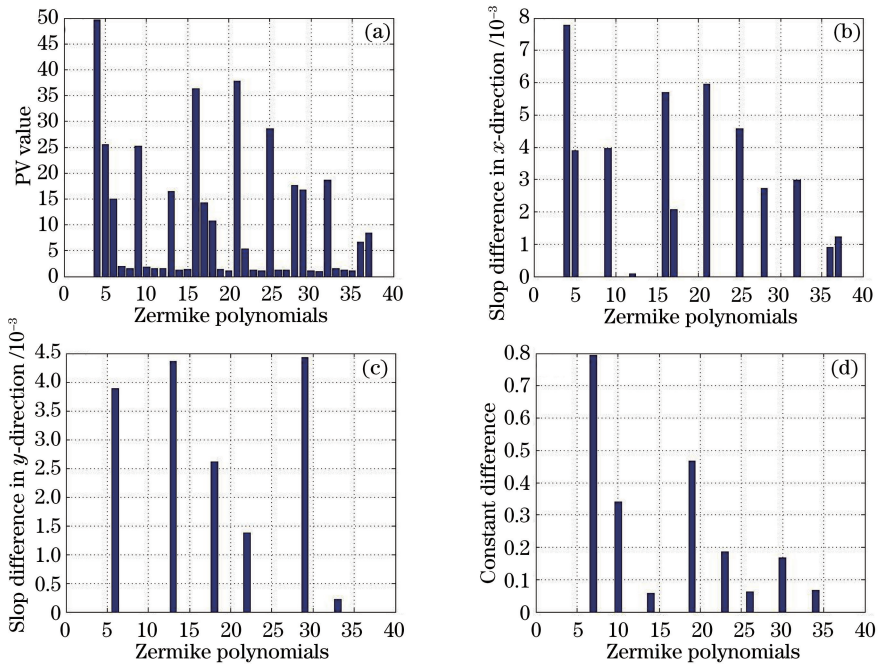 (a)
PV value
50
45
40
35
30
25
20
15
10
5
0
0 5 10 15 20 25 30 35 40
Zermike polynomials
(b)
Slop difference in x-direction /10⁻³
8
7
6
5
4
3
2
1
0
0 5 10 15 20 25 30 35 40
Zermike polynomials
(c)
Slop difference in y-direction /10⁻³
4.5
4.0
3.5
3.0
2.5
2.0
1.5
1.0
0.5
0.0
0 5 10 15 20 25 30 35 40
Zermike polynomials
(d)
Constant difference
0.8
0.7
0.6
0.5
0.4
0.3
0.2
0.1
0
0 5 10 15 20 25 30 35 40
Zermike polynomials